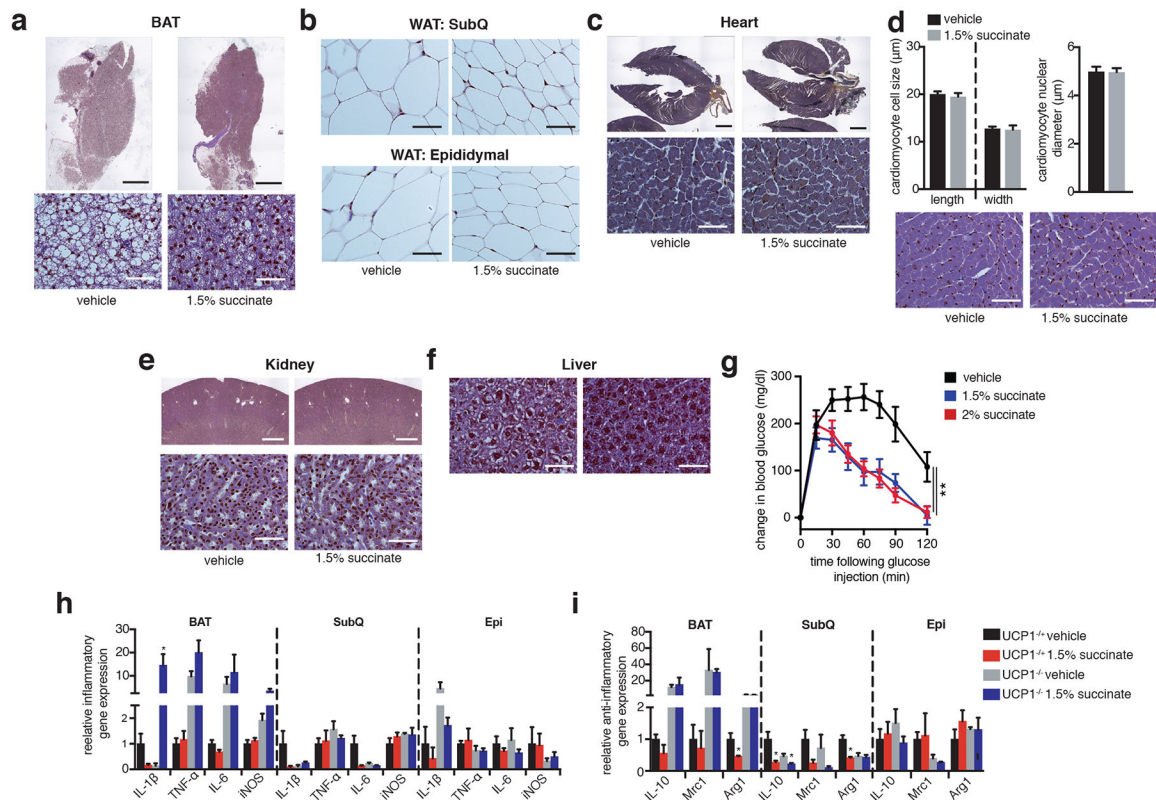 a
BAT
vehicle
1.5% succinate
b
WAT: SubQ
WAT: Epididymal
vehicle
1.5% succinate
c
Heart
vehicle
1.5% succinate
d
vehicle
1.5% succinate
cardiomyocyte cell size (µm)
30
20
10
0
length
width
cardiomyocyte nuclear
diameter (µm)
6
4
2
0
vehicle
1.5% succinate
e
Kidney
vehicle
1.5% succinate
f
Liver
g
change in blood glucose (mg/dl)
300
200
100
0
0 30 60 90 120
time following glucose
injection (min)
**
vehicle
1.5% succinate
2% succinate
h
reelative inflammatory
gene expression
BAT
SubQ
Epi
30
20
10
2
1
0
*
IL-1β TNF-α IL-6 iNOS IL-1β TNF-α IL-6 iNOS IL-1β TNF-α IL-6 iNOS
i
reelative anti-inflammatory
gene expression
BAT
SubQ
Epi
80
60
40
20
2
1
0
* * * *
IL-10 Mrc1 Arg1 IL-10 Mrc1 Arg1 IL-10 Mrc1 Arg1
UCP1-/+ vehicle
UCP1-/+ 1.5% succinate
UCP1-/- vehicle
UCP1-/- 1.5% succinate